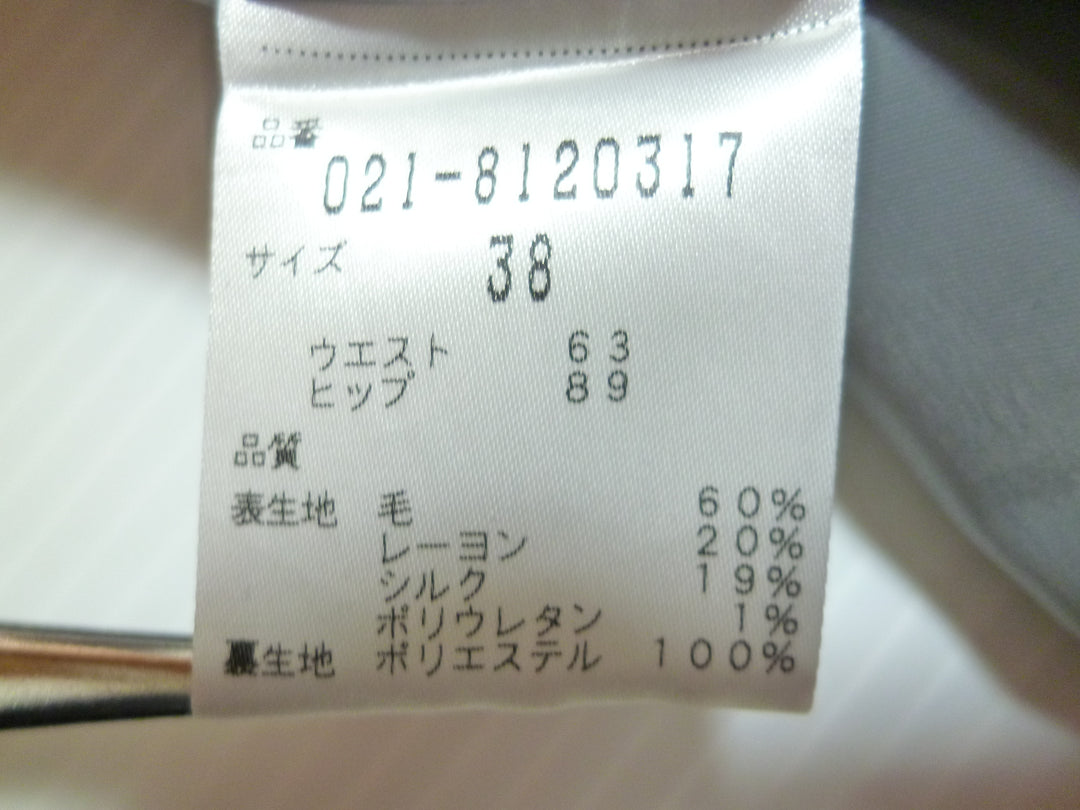 品番
021-8120317
サイズ 38
ウエスト 63
ヒップ 89
品質
表生地 毛 60%
レーヨン 20%
シルク 19%
ポリウレタン 1%
裏生地 ポリエステル 100%